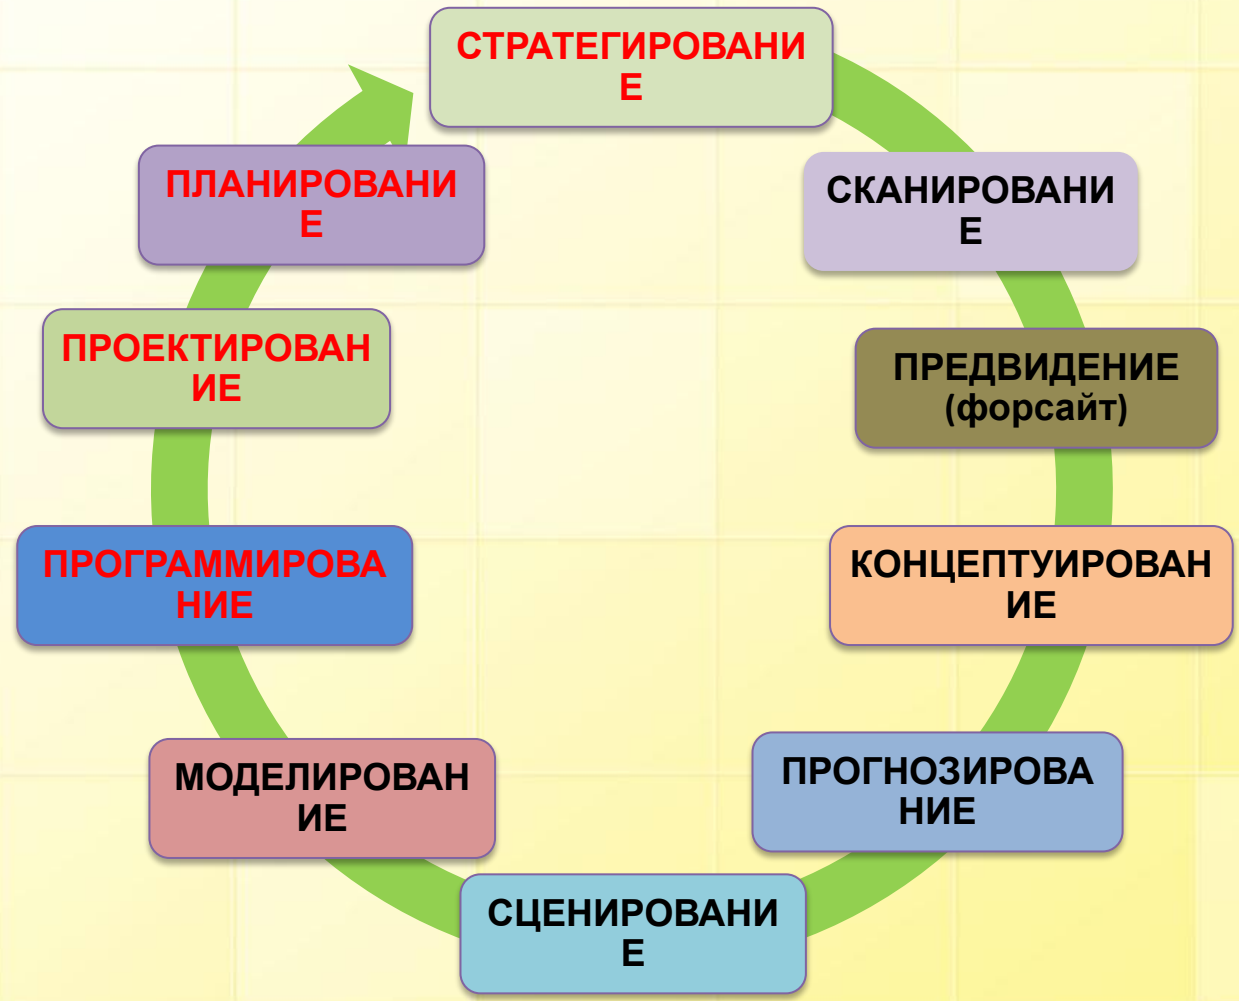 СТРАТЕГИРОВАНИ
Е
СКАНИРОВАНИ
Е
ПРЕДВИДЕНИЕ
(форсайт)
КОНЦЕПТУИРОВАН
ИЕ
ПРОГНОЗИРОВА
НИЕ
СЦЕНИРОВАНИ
Е
МОДЕЛИРОВАН
ИЕ
ПРОГРАММИРОВА
НИЕ
ПРОЕКТИРОВАН
ИЕ
ПЛАНИРОВАНИ
Е